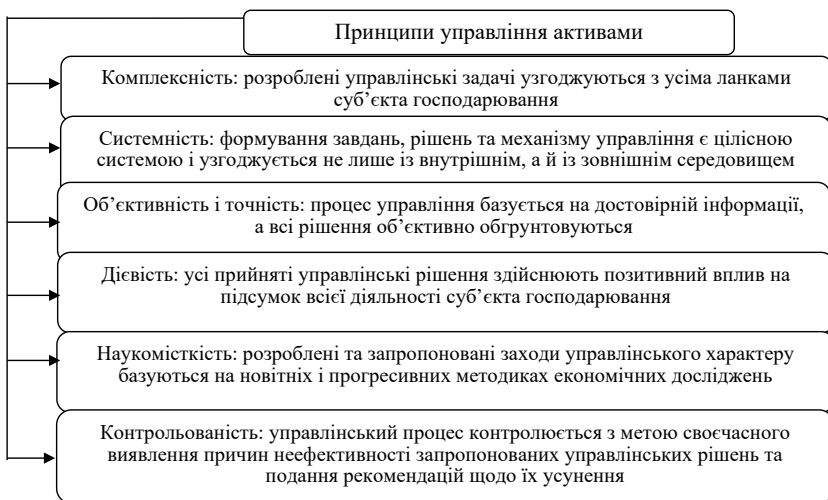 Принципи управління активами
Комплексність: розроблені управлінські задачі узгоджуються з усіма ланками
суб’єкта господарювання
Системність: формування завдань, рішень та механізму управління є цілісною
системою і узгоджується не лише із внутрішнім, а й із зовнішнім середовищем
Об’єктивність і точність: процес управління базується на достовірній інформації,
а всі рішення об’єктивно обгрунтовуються
Дієвість: усі прийняті управлінські рішення здійснюють позитивний вплив на
підсумок всієї діяльності суб’єкта господарювання
Наукомісткість: розроблені та запропоновані заходи управлінського характеру
базуються на новітніх і прогресивних методиках економічних досліджень
Контрольованість: управлінський процес контролюється з метою своєчасного
виявлення причин неефективності запропонованих управлінських рішень та
подання рекомендацій щодо їх усунення